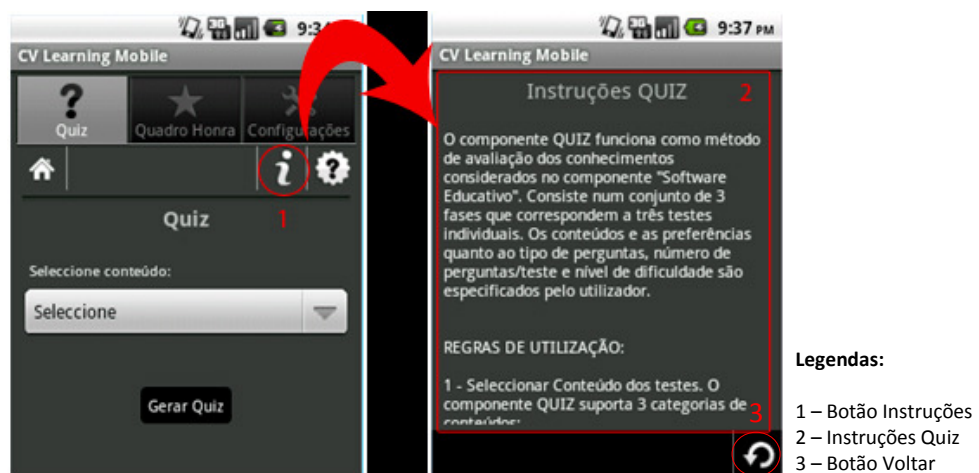 9:34
CV Learning Mobile
Quiz
Quadro Honra
Configurações
1
Quiz
Seleccione conteúdo:
Seleccione
Gerar Quiz
3G
9:37 PM
CV Learning Mobile
Instruções QUIZ
2
O componente QUIZ funciona como método
de avaliação dos conhecimentos
considerados no componente "Software
Educativo". Consiste num conjunto de 3
fases que correspondem a três testes
individuais. Os conteúdos e as preferências
quanto ao tipo de perguntas, número de
perguntas/teste e nível de dificuldade são
especificados pelo utilizador.
REGRAS DE UTILIZAÇÃO:
1 - Seleccionar Conteúdo dos testes. O
componente QUIZ suporta 3 categorias de
conteúdos:
3
Legendas:
1 – Botão Instruções
2 – Instruções Quiz
3 – Botão Voltar